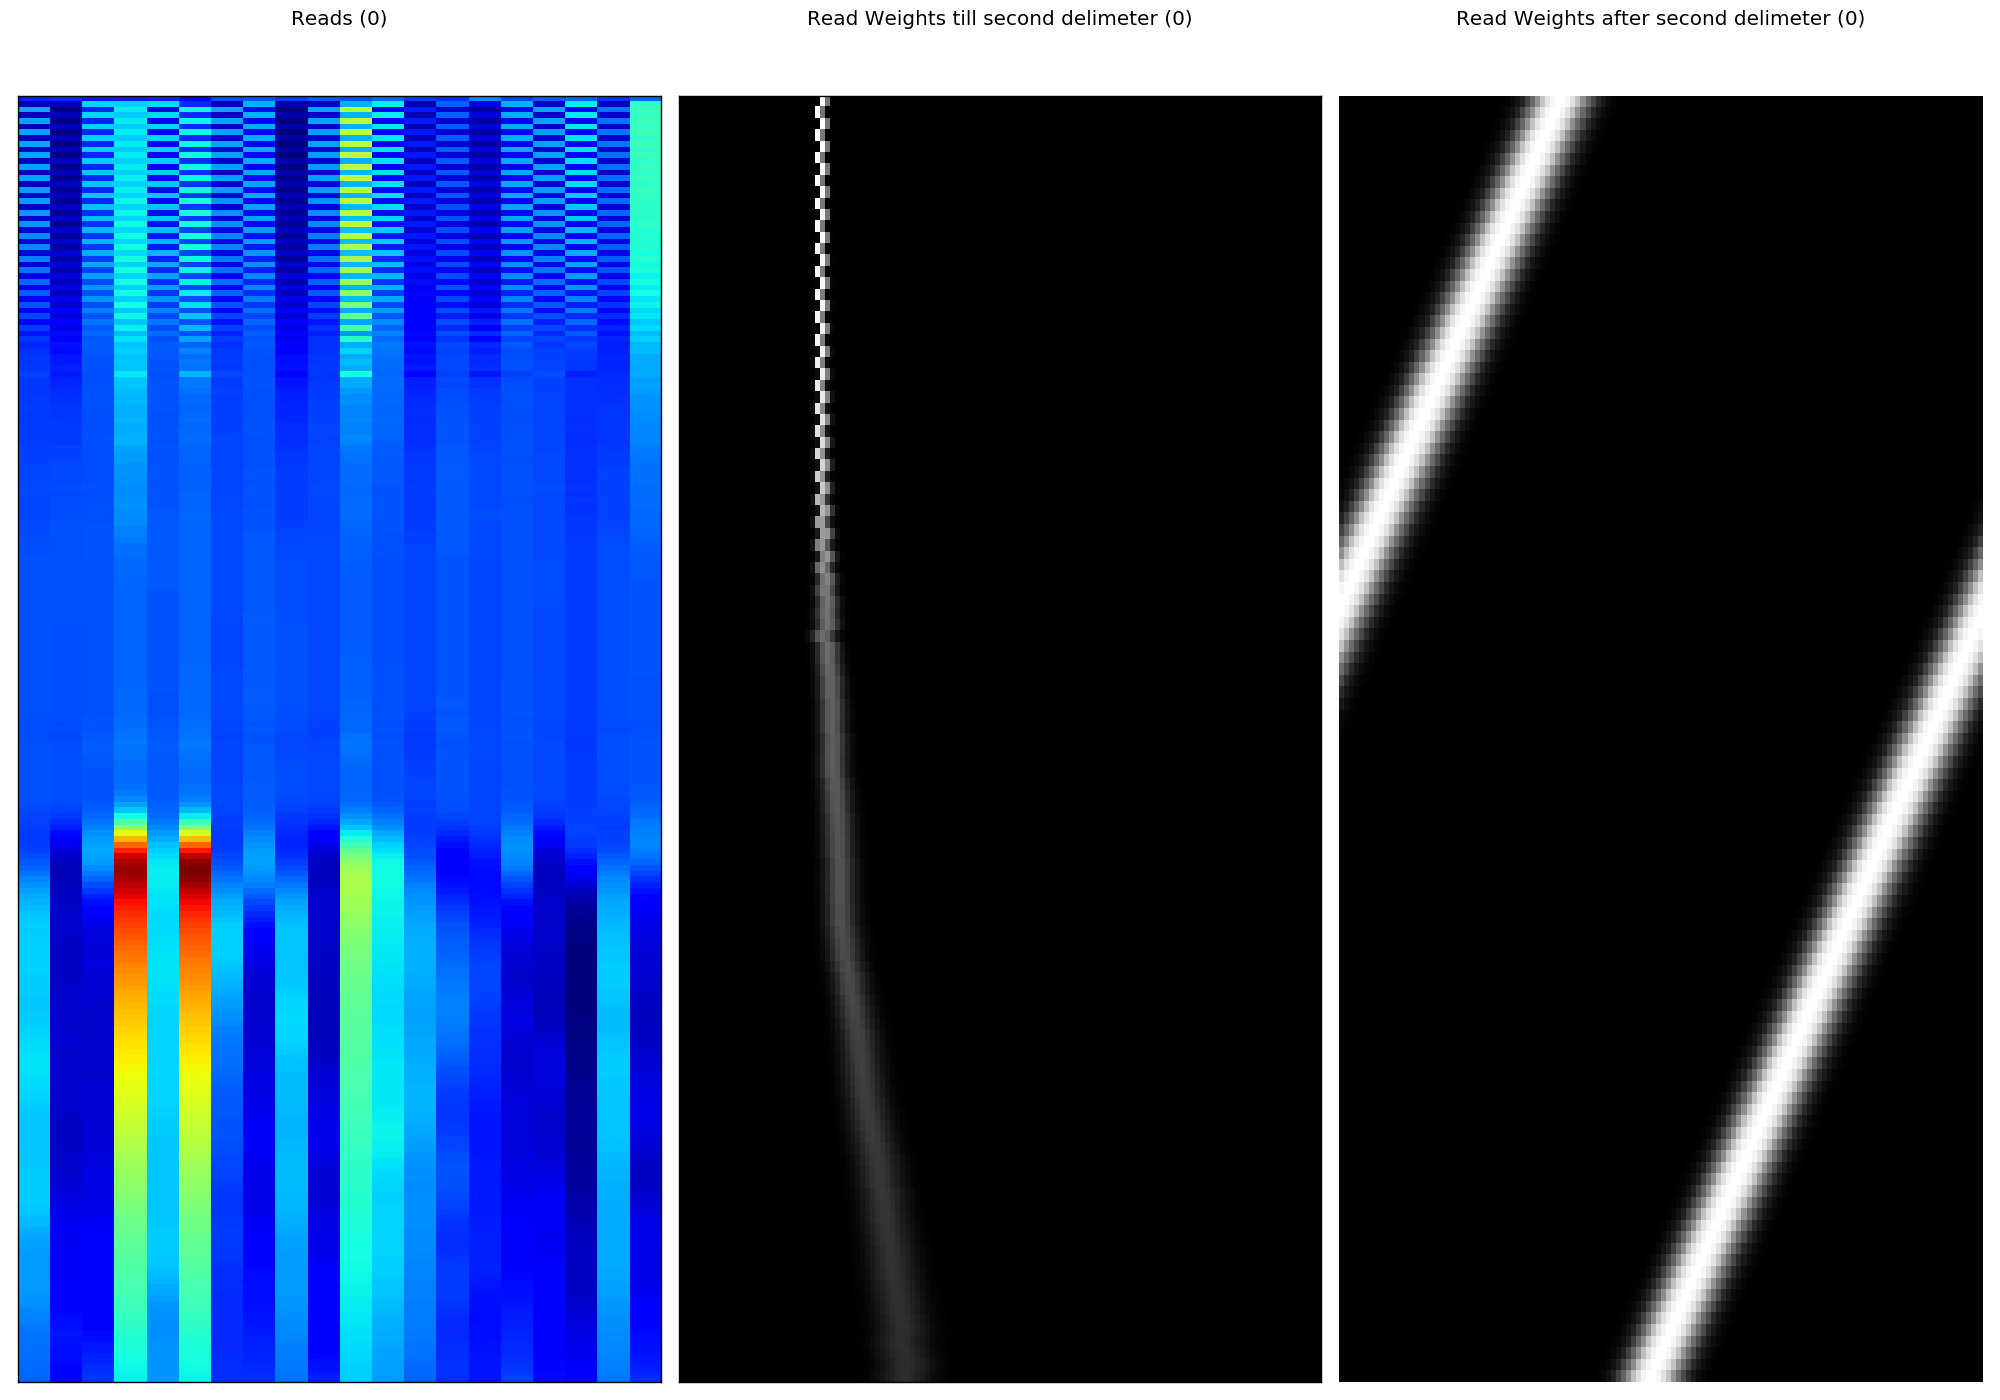 Reads (0)
Read Weights till second delimeter (0)
Read Weights after second delimeter (0)